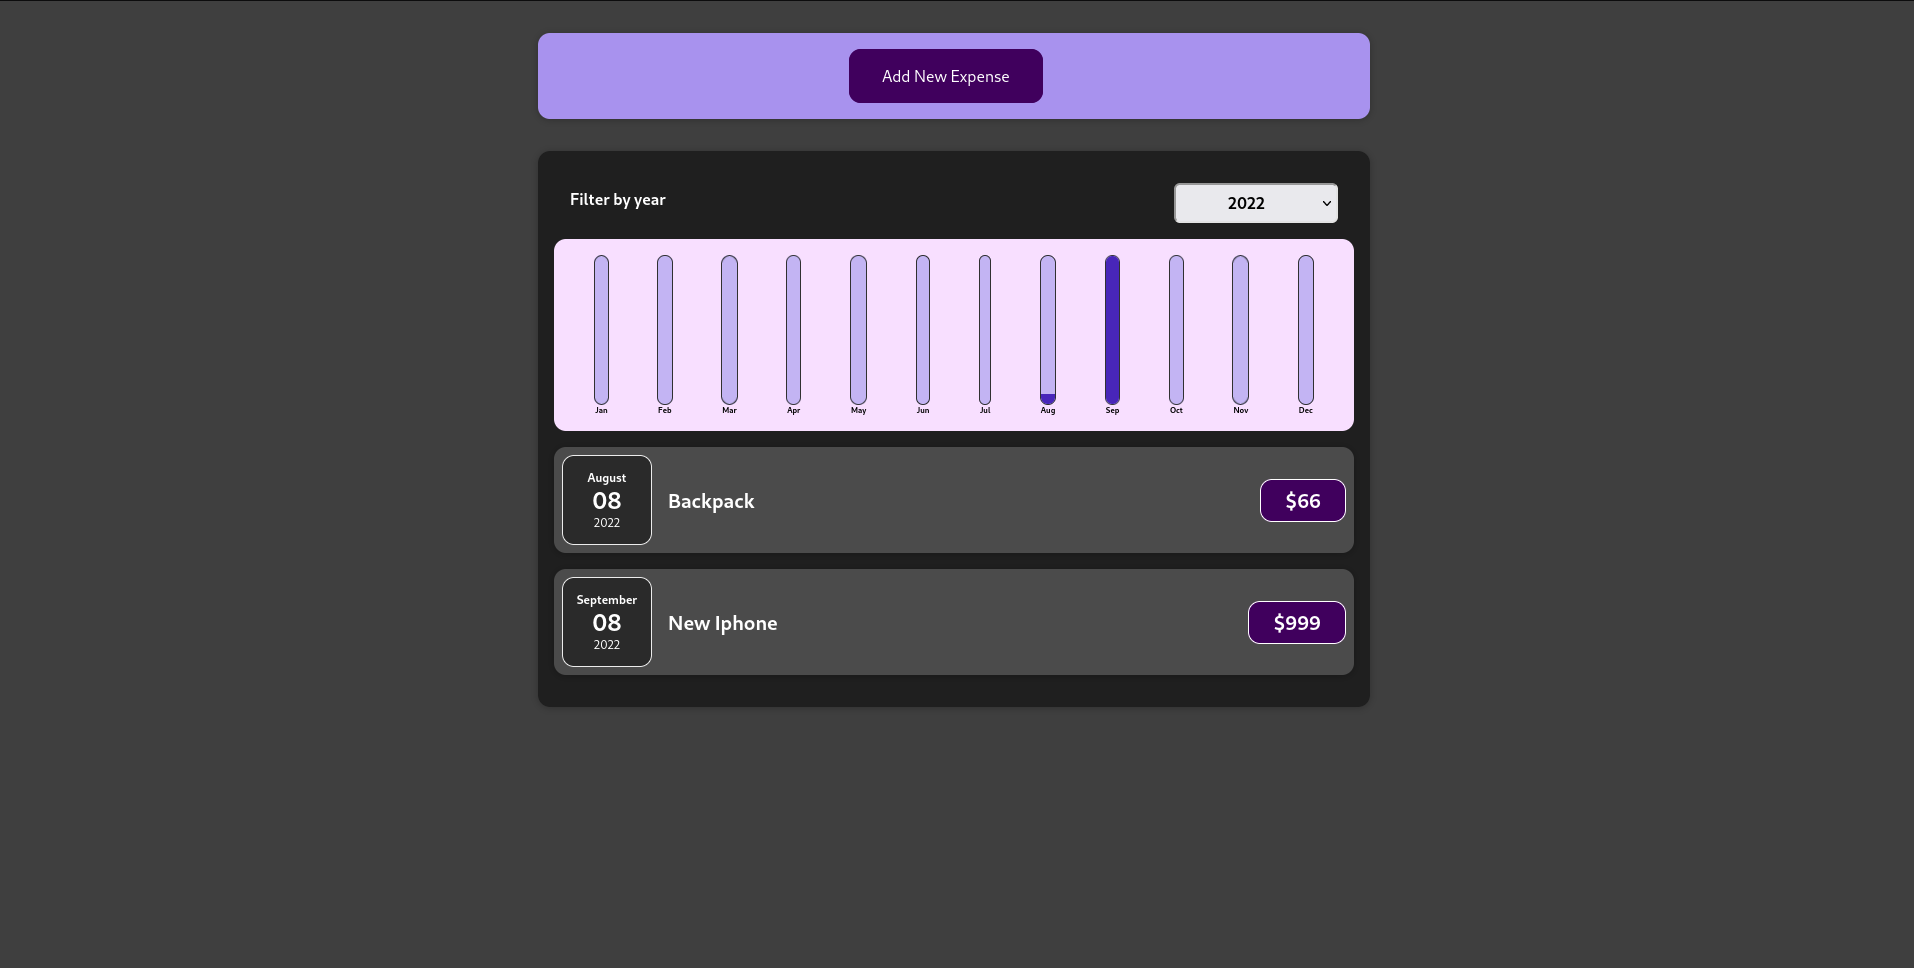 Add New Expense
Filter by year
2022
Jan Feb Mar Apr May Jun Jul Aug Sep Oct Nov Dec
August
08
2022
Backpack
$66
September
08
2022
New Iphone
$999